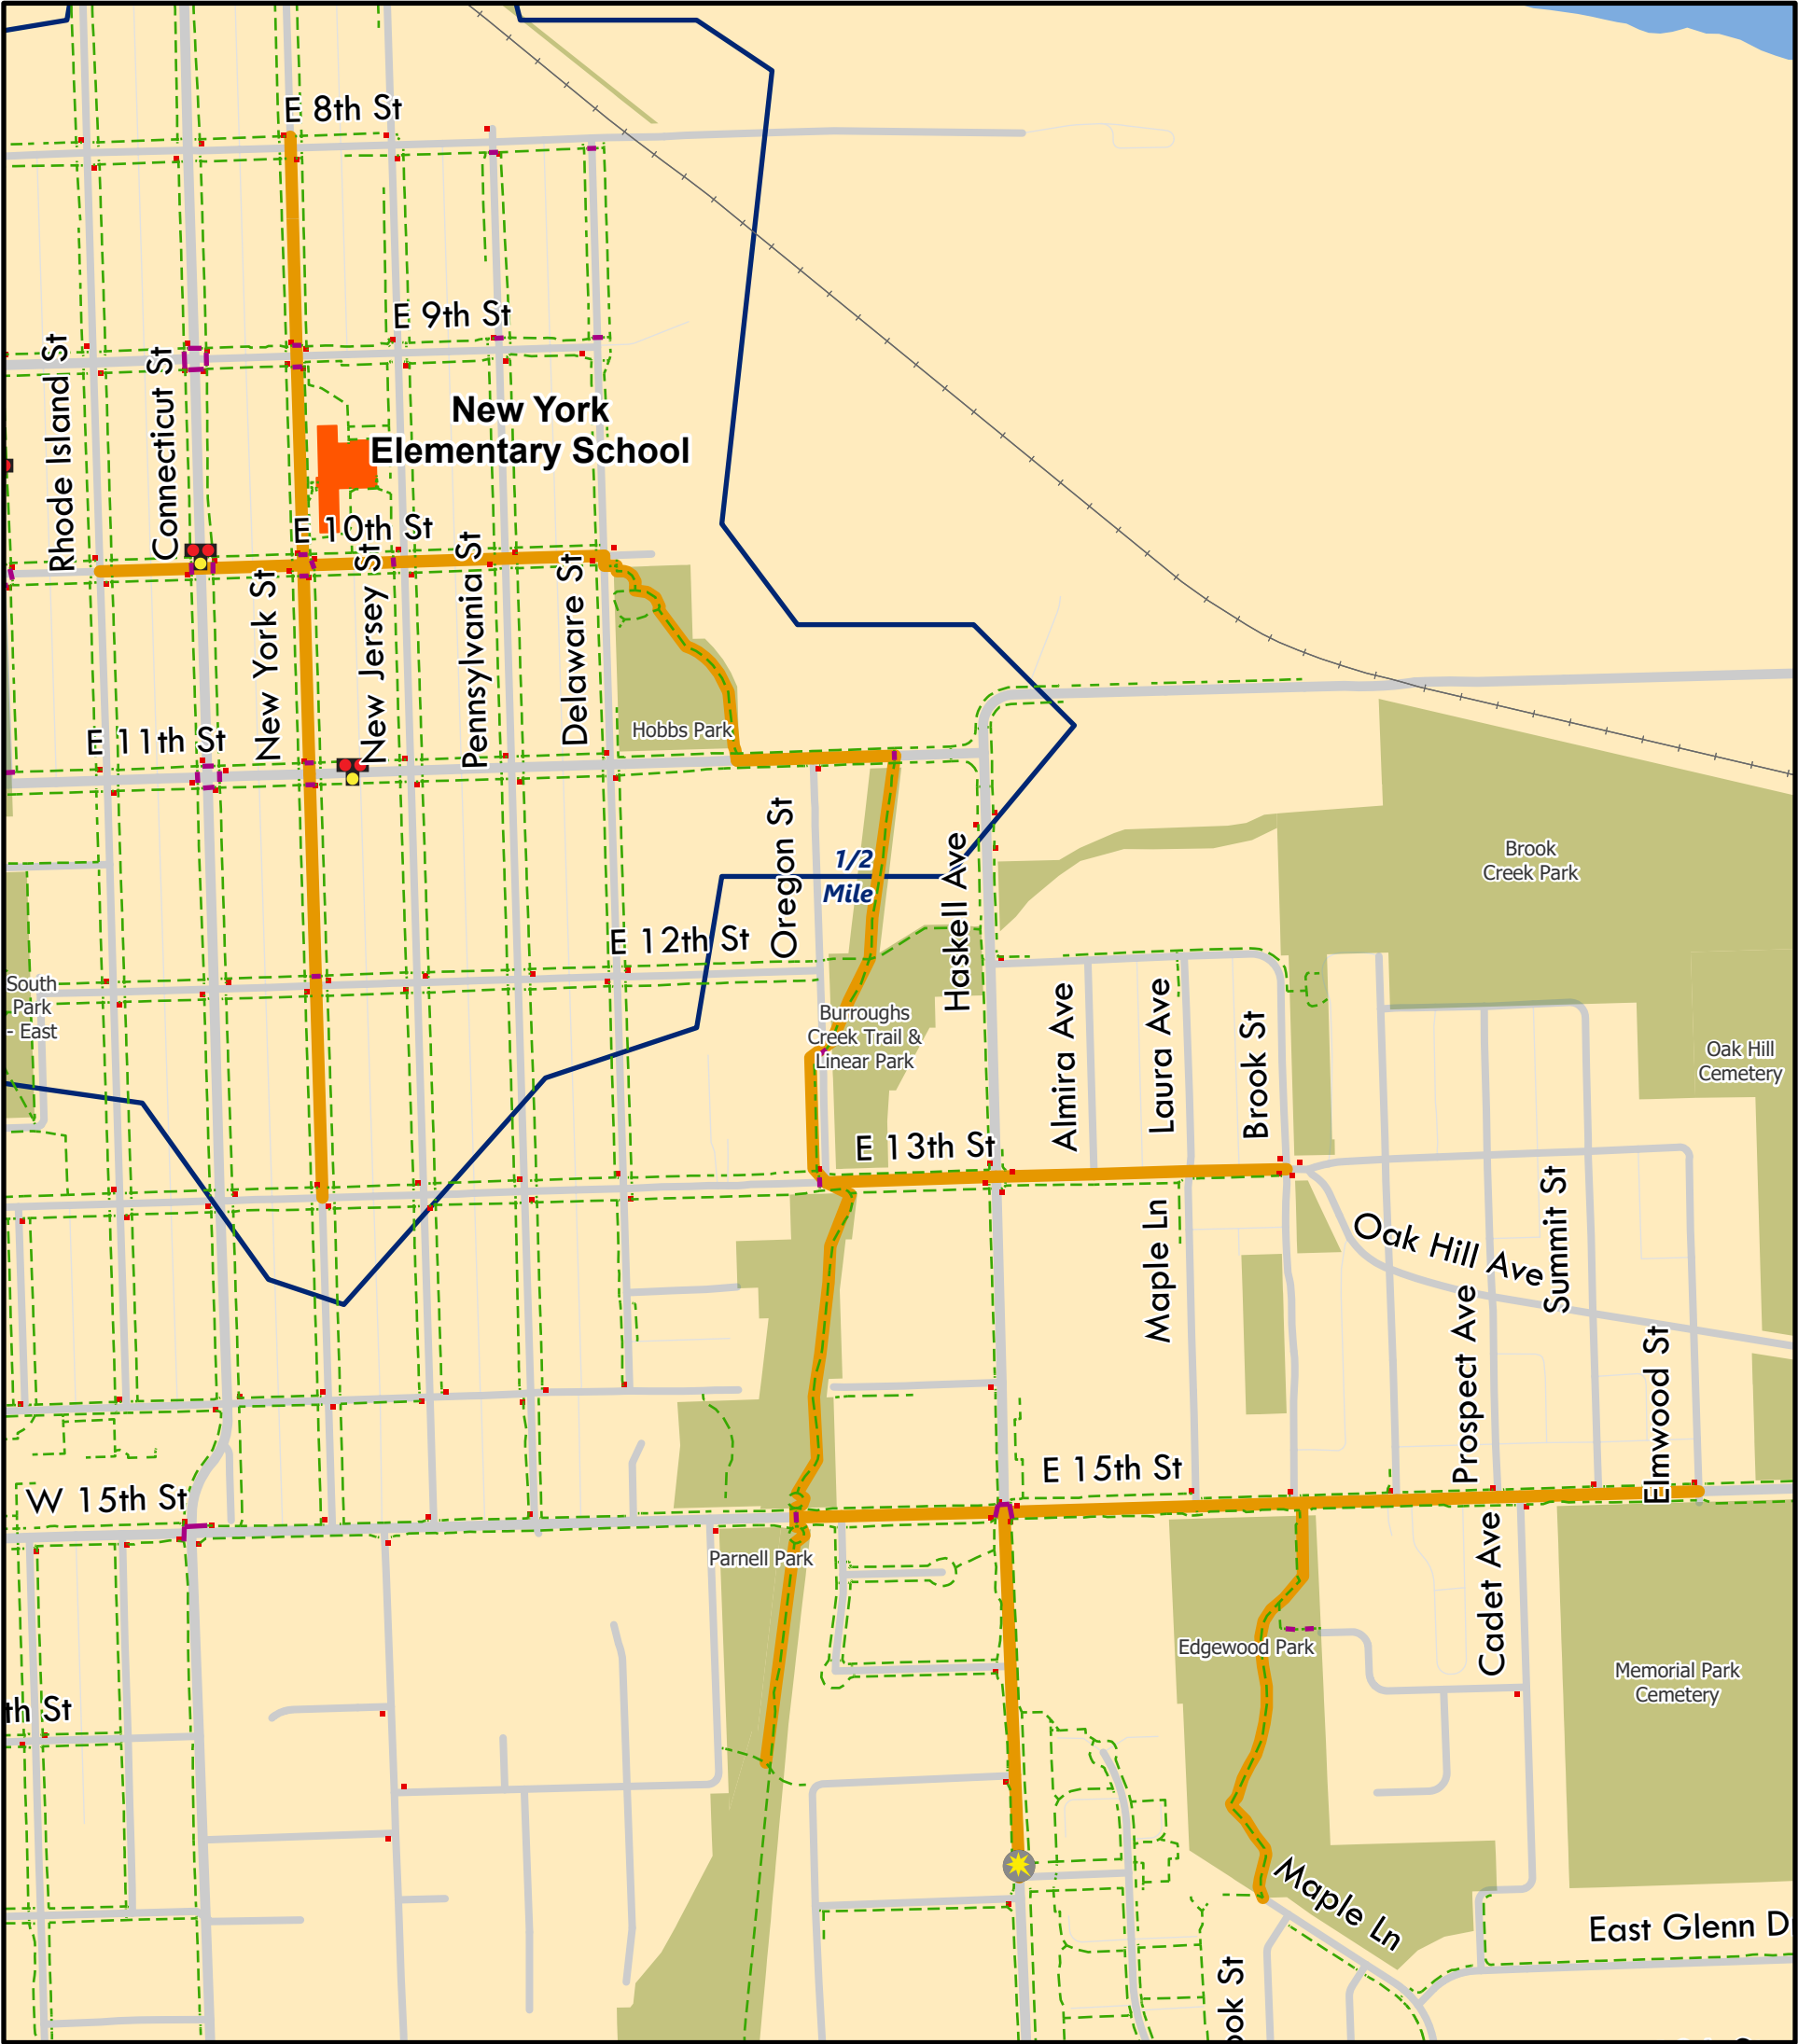 E 8th St
E 9th St
Rhode Island St
Connecticut St
New York
Elementary School
E 10th St
New York St
New Jersey St
Pennsylvania St
Delaware St
Hobbs Park
E 11th St
Oregon St
1/2
Mile
Haskell Ave
Brook
Creek Park
E 12th St
South
Park
- East
Burroughs
Creek Trail &
Linear Park
Almira Ave
Laura Ave
Brook St
Oak Hill
Cemetery
E 13th St
Maple Ln
Oak Hill Ave
Summit St
Prospect Ave
Elmwood St
E 15th St
W 15th St
Parnell Park
Cadet Ave
Edgewood Park
Memorial Park
Cemetery
th St
Maple Ln
East Glenn D
ook St